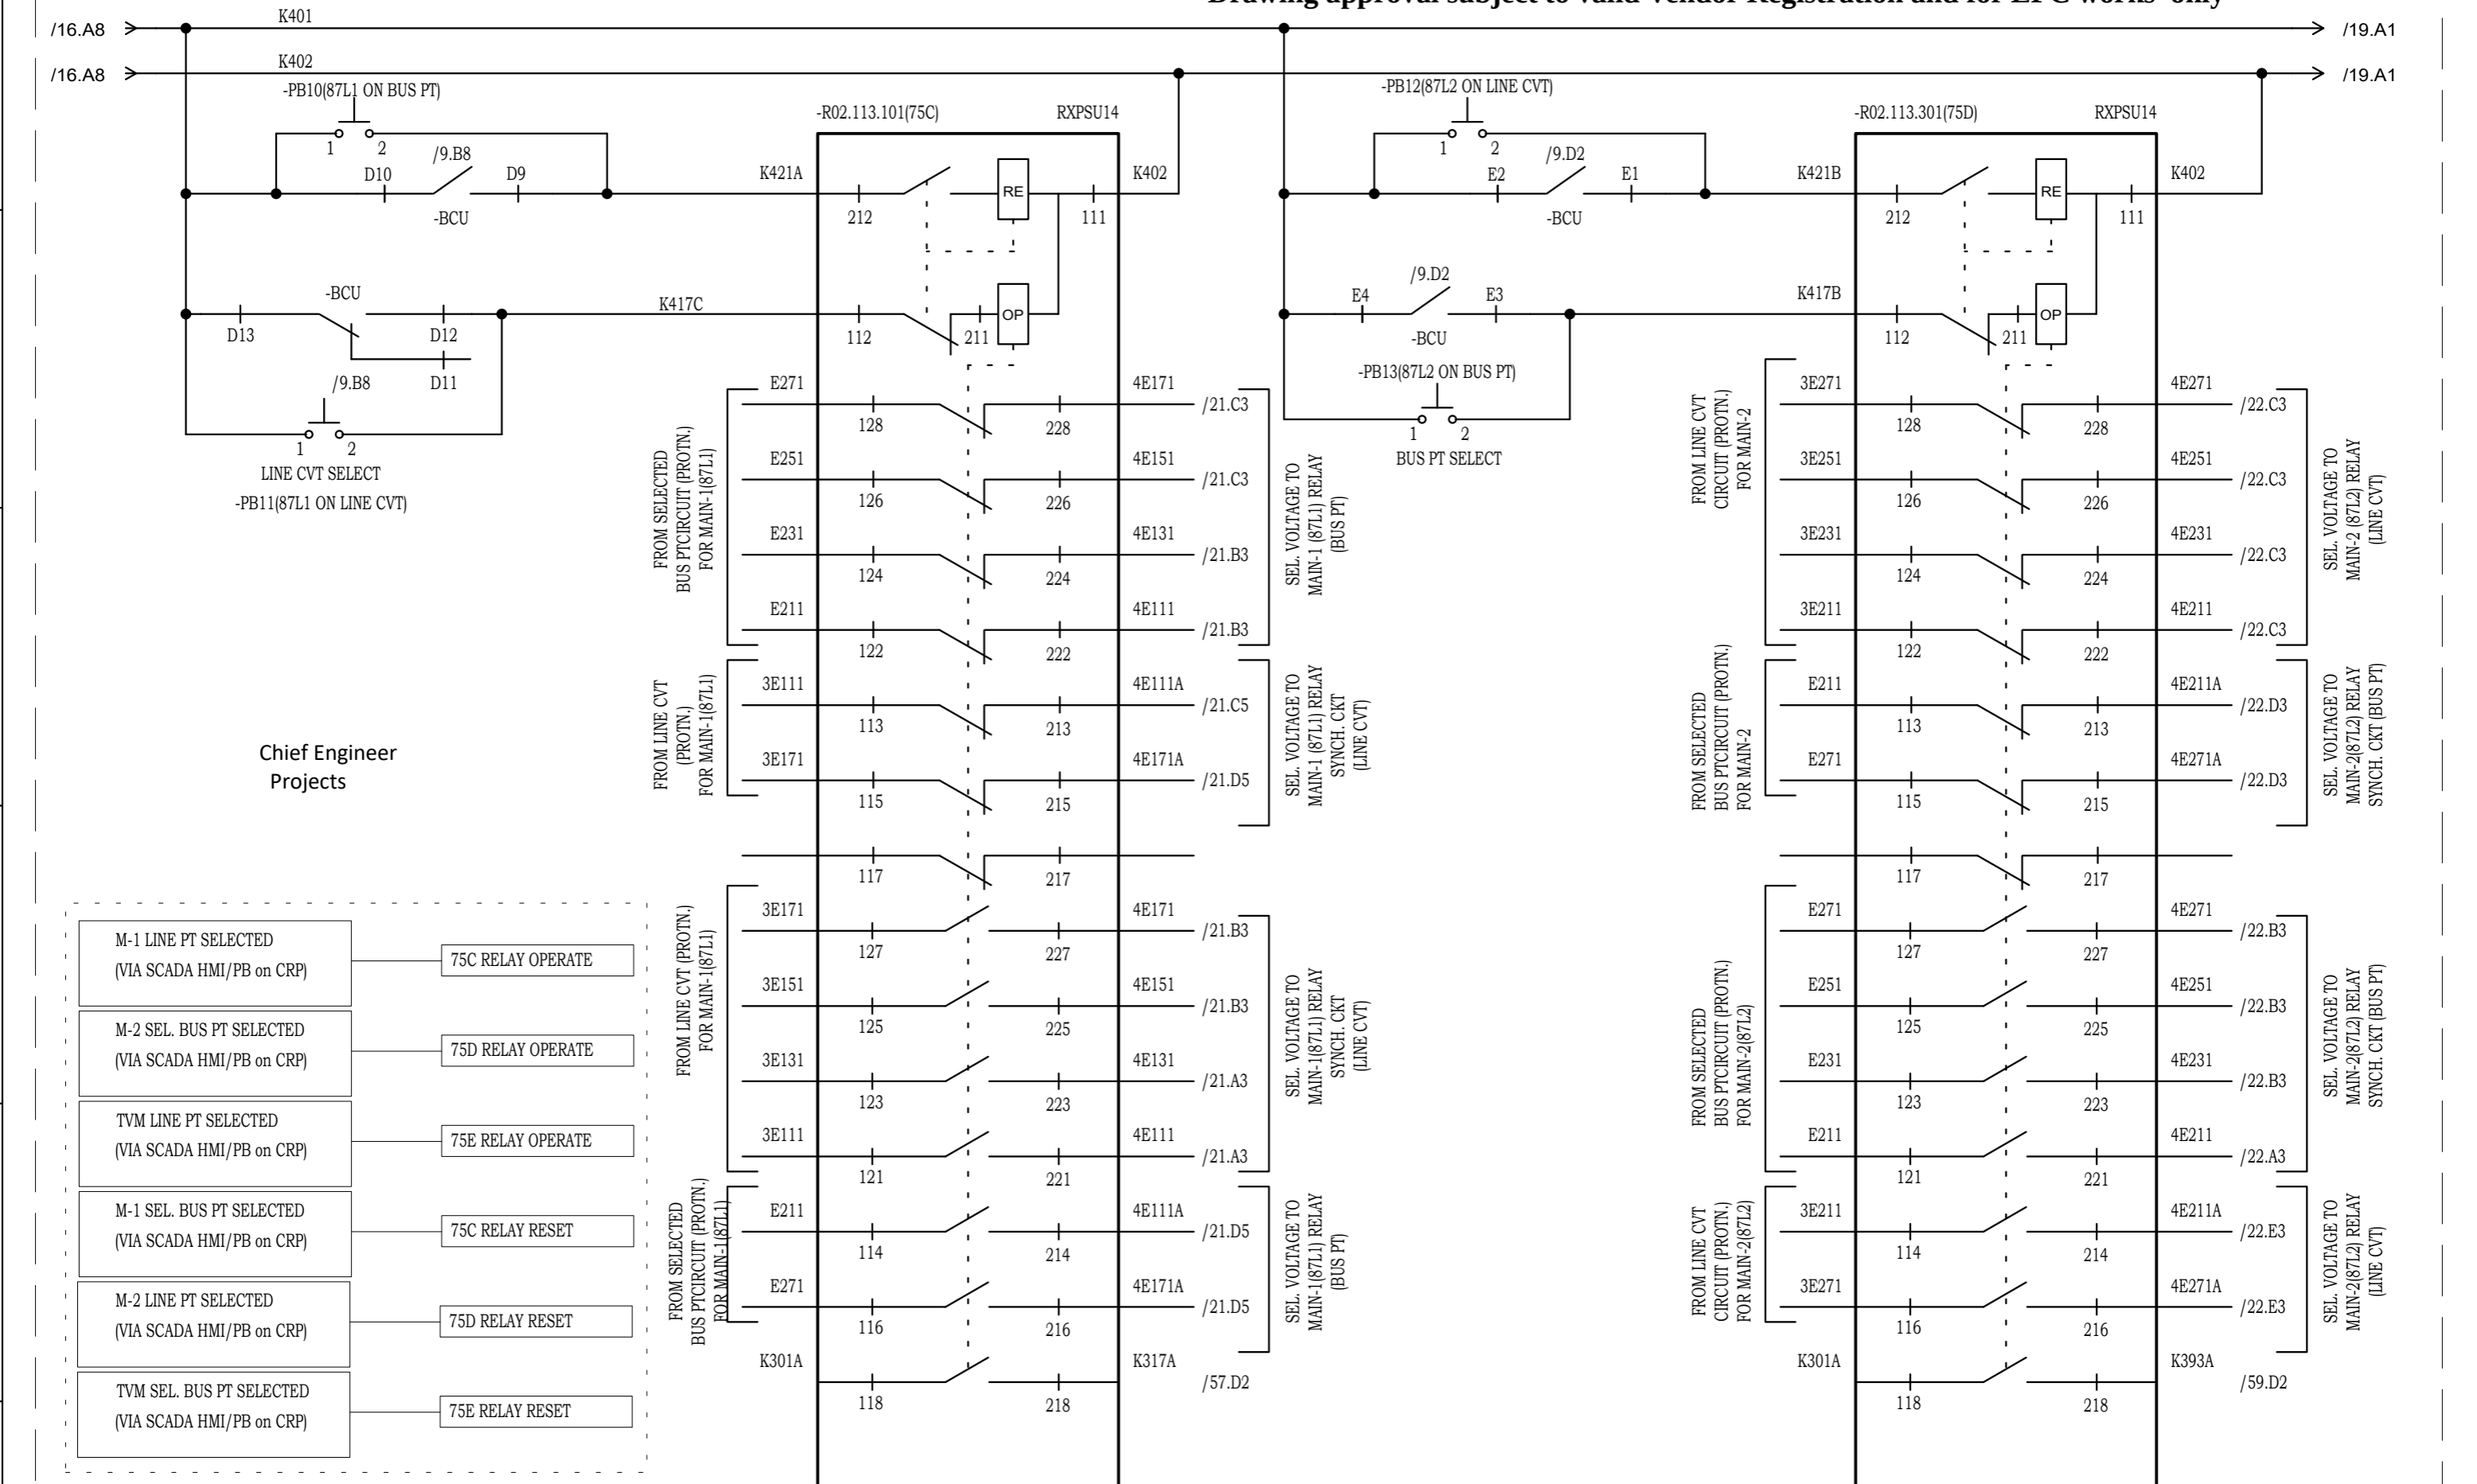 /16.A8
K401
/19.A1
/16.A8
K402
/19.A1
-PB10(87L1 ON BUS PT)
1 2
/9.B8
D10 D9
-BCU
K421A
-BCU
D13 D12
D11
/9.B8
K417C
1 2
LINE CVT SELECT
-PB11(87L1 ON LINE CVT)
-R02.113.101(75C) RXPSU14
212 RE 111
K402
112 211 OP
FROM SELECTED
BUS PTCIRCUIT (PROTN.)
FOR MAIN-1(87L1)
E271 128 228 4E171 /21.C3
E251 126 226 4E151 /21.C3
E231 124 224 4E131 /21.B3
E211 122 222 4E111 /21.B3
SEL. VOLTAGE TO
MAIN-1 (87L1) RELAY
(BUS PT)
FROM LINE CVT
(PROTN.)
FOR MAIN-1(87L1)
3E111 113 213 4E111A /21.C5
3E171 115 215 4E171A /21.D5
SEL. VOLTAGE TO
MAIN-1 (87L1) RELAY
SYNCH. CKT
(LINE CVT)
117 217
FROM LINE CVT (PROTN.)
FOR MAIN-1(87L1)
3E171 127 227 4E171 /21.B3
3E151 125 225 4E151 /21.B3
3E131 123 223 4E131 /21.A3
3E111 121 221 4E111 /21.A3
SEL. VOLTAGE TO
MAIN-1(87L1) RELAY
SYNCH. CKT
(LINE CVT)
FROM SELECTED
BUS PTCIRCUIT (PROTN.)
FOR MAIN-1(87L1)
E211 114 214 4E111A /21.D5
E271 116 216 4E171A /21.D5
SEL. VOLTAGE TO
MAIN-1(87L1) RELAY
(BUS PT)
K301A 118 218 K317A /57.D2
-PB12(87L2 ON LINE CVT)
1 2
/9.D2
E2 E1
-BCU
K421B
/9.D2
E4 E3
-BCU
K417B
-PB13(87L2 ON BUS PT)
1 2
BUS PT SELECT
-R02.113.301(75D) RXPSU14
212 RE 111
K402
112 211 OP
FROM LINE CVT
CIRCUIT (PROTN.)
FOR MAIN-2
3E271 128 228 4E271 /22.C3
3E251 126 226 4E251 /22.C3
3E231 124 224 4E231 /22.C3
3E211 122 222 4E211 /22.C3
SEL. VOLTAGE TO
MAIN-2 (87L2) RELAY
(LINE CVT)
FROM SELECTED
BUS PTCIRCUIT (PROTN.)
FOR MAIN-2
E211 113 213 4E211A /22.D3
E271 115 215 4E271A /22.D3
SEL. VOLTAGE TO
MAIN-2(87L2) RELAY
SYNCH. CKT (BUS PT)
117 217
FROM SELECTED
BUS PTCIRCUIT (PROTN.)
FOR MAIN-2(87L2)
E271 127 227 4E271 /22.B3
E251 125 225 4E251 /22.B3
E231 123 223 4E231 /22.B3
E211 121 221 4E211 /22.A3
SEL. VOLTAGE TO
MAIN-2(87L2) RELAY
SYNCH. CKT (BUS PT)
FROM LINE CVT
CIRCUIT (PROTN.)
FOR MAIN-2(87L2)
3E211 114 214 4E211A /22.E3
3E271 116 216 4E271A /22.E3
SEL. VOLTAGE TO
MAIN-2(87L2) RELAY
(LINE CVT)
K301A 118 218 K393A /59.D2
Chief Engineer
Projects
M-1 LINE PT SELECTED
(VIA SCADA HMI/PB on CRP)
75C RELAY OPERATE
M-2 SEL. BUS PT SELECTED
(VIA SCADA HMI/PB on CRP)
75D RELAY OPERATE
TVM LINE PT SELECTED
(VIA SCADA HMI/PB on CRP)
75E RELAY OPERATE
M-1 SEL. BUS PT SELECTED
(VIA SCADA HMI/PB on CRP)
75C RELAY RESET
M-2 LINE PT SELECTED
(VIA SCADA HMI/PB on CRP)
75D RELAY RESET
TVM SEL. BUS PT SELECTED
(VIA SCADA HMI/PB on CRP)
75E RELAY RESET